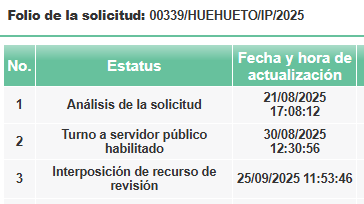 Folio de la solicitud: 00339/HUEHUETO/IP/2025
No. Estatus Fecha y hora de
actualización
1 Análisis de la solicitud 21/08/2025
17:08:12
2 Turno a servidor público
habilitado 30/08/2025
12:30:56
3 Interposición de recurso de
revisión 25/09/2025 11:53:46